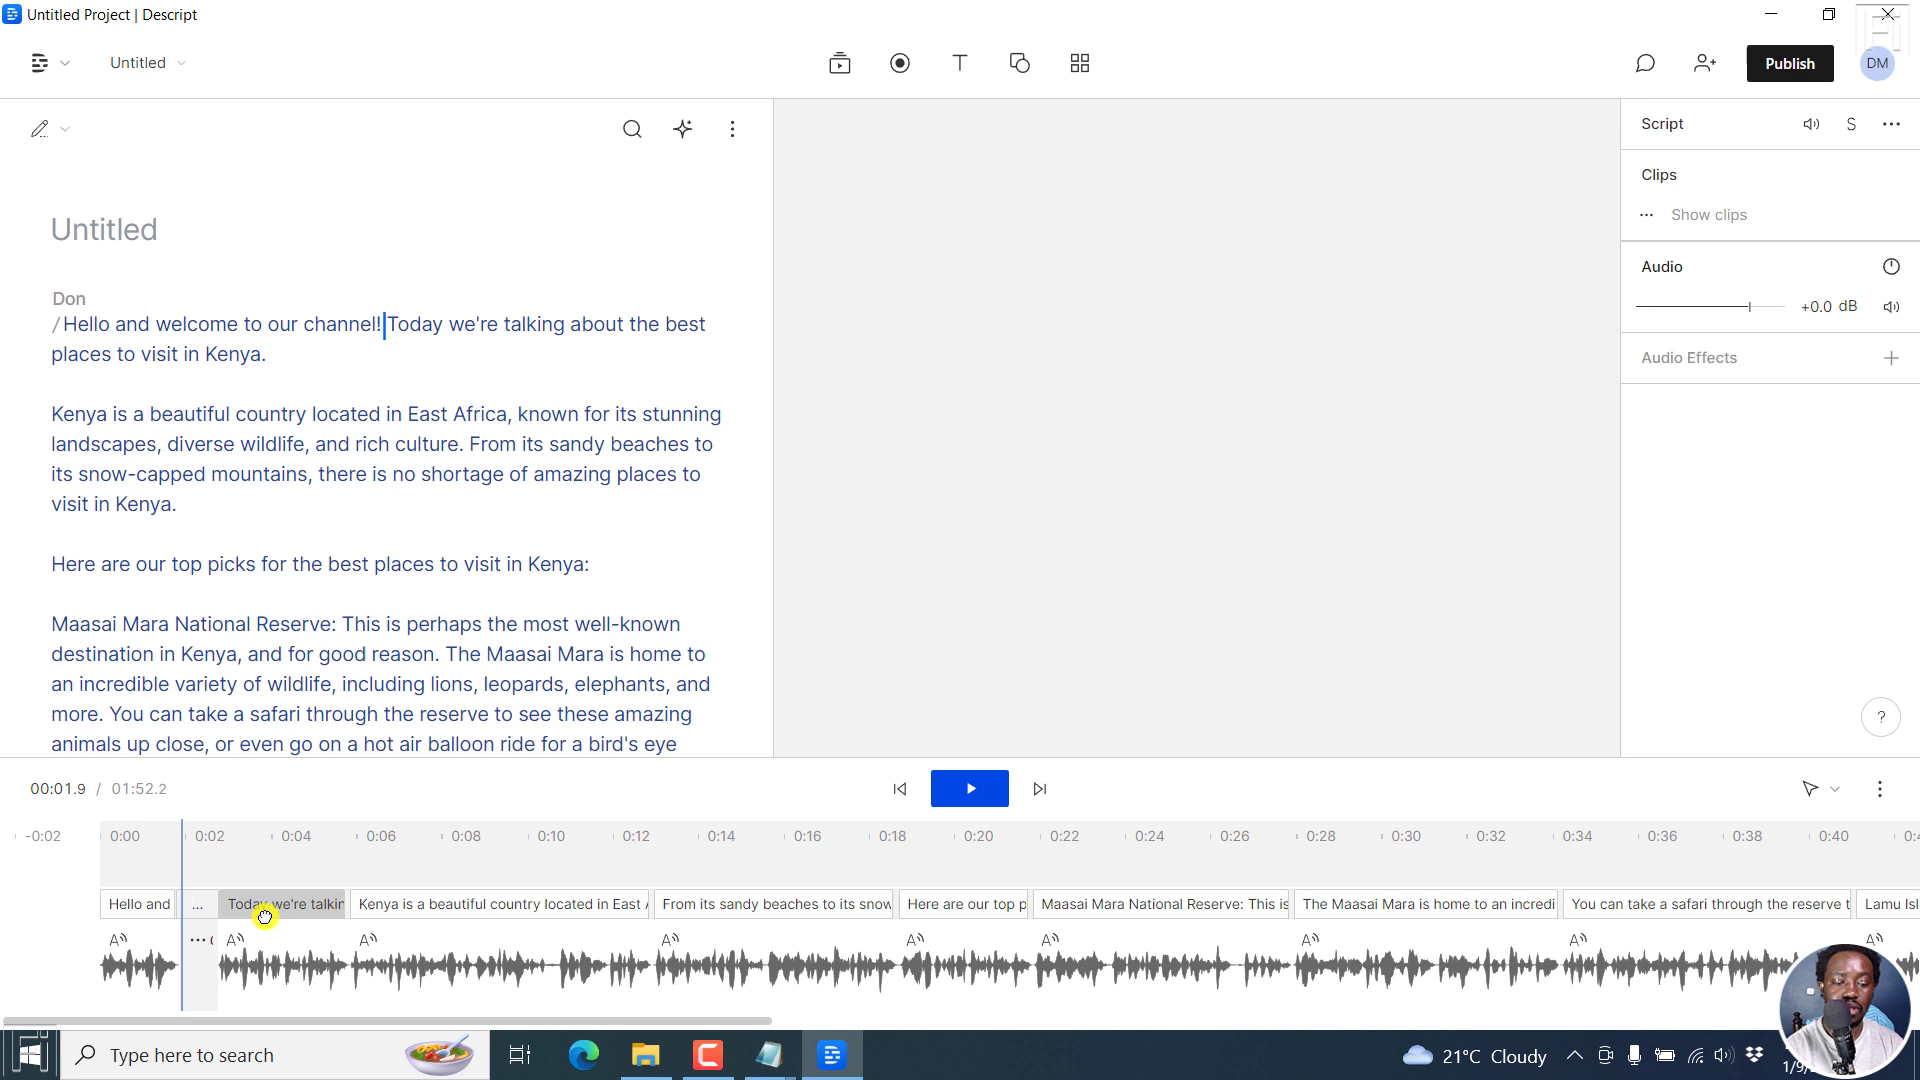 Untitled Project | Descript
Untitled
T
Publish
DM
Script
S
Clips
Show clips
Audio
+0.0 dB
Audio Effects
Untitled
Don
/Hello and welcome to our channel! Today we're talking about the best
places to visit in Kenya.
Kenya is a beautiful country located in East Africa, known for its stunning
landscapes, diverse wildlife, and rich culture. From its sandy beaches to
its snow-capped mountains, there is no shortage of amazing places to
visit in Kenya.
Here are our top picks for the best places to visit in Kenya:
Maasai Mara National Reserve: This is perhaps the most well-known
destination in Kenya, and for good reason. The Maasai Mara is home to
an incredible variety of wildlife, including lions, leopards, elephants, and
more. You can take a safari through the reserve to see these amazing
animals up close, or even go on a hot air balloon ride for a bird's eye
?
00:01.9 / 01:52.2
-0:02 0:00 0:02 0:04 0:06 0:08 0:10 0:12 0:14 0:16 0:18 0:20 0:22 0:24 0:26 0:28 0:30 0:32 0:34 0:36 0:38 0:40
Hello and ... Today we're talkin Kenya is a beautiful country located in East From its sandy beaches to its snow Here are our top p Maasai Mara National Reserve: This is The Maasai Mara is home to an incredi You can take a safari through the reserve Lamu Isl
Type here to search
21°C Cloudy